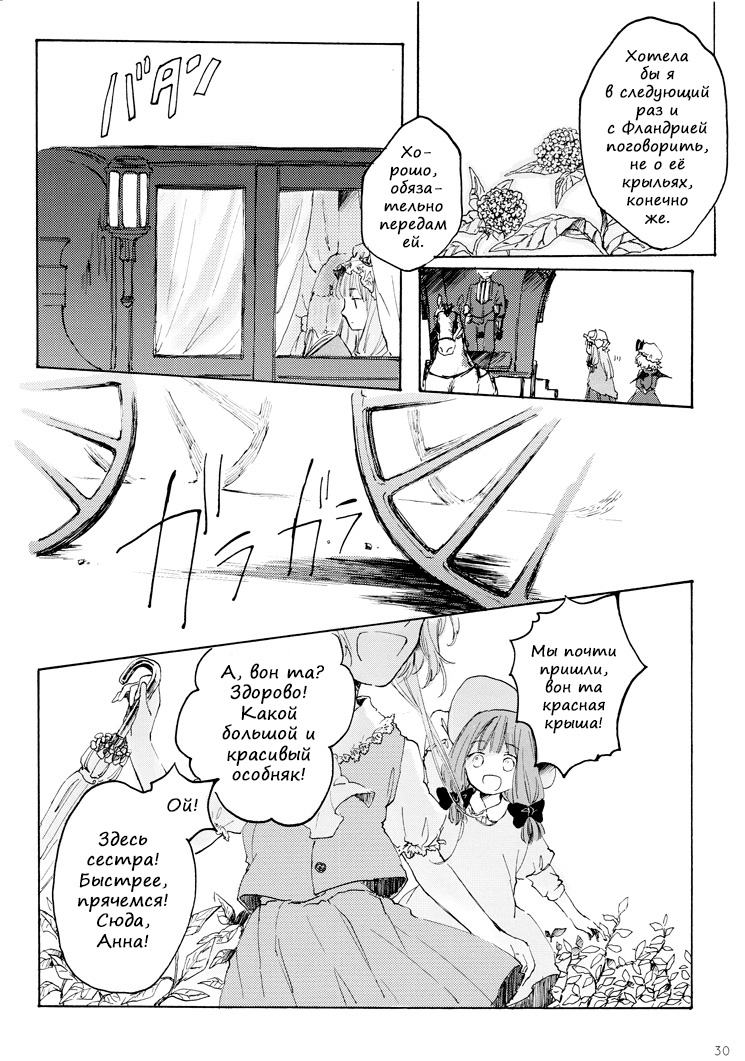 Хотела
бы я
в следующий
раз и
с Фландрией
поговорить,
не о её
крыльях,
конечно
же.
Хо-
рошо,
обяза-
тельно
передам
ей.
バタン
ガラガラ
Мы почти
пришли,
вон та
красная
крыша!
А, вон та?
Здорово!
Какой
большой и
красивый
особняк!
Ой!
Здесь
сестра!
Быстрее,
прячемся!
Сюда,
Анна!
30